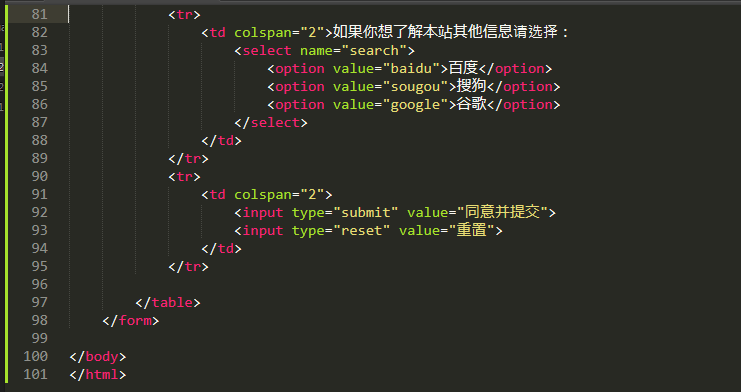 81 <tr>
82 <td colspan="2">如果你想了解本站其他信息请选择：
83 <select name="search">
84 <option value="baidu">百度</option>
85 <option value="sougou">搜狗</option>
86 <option value="google">谷歌</option>
87 </select>
88 </td>
89 </tr>
90 <tr>
91 <td colspan="2">
92 <input type="submit" value="同意并提交">
93 <input type="reset" value="重置">
94 </td>
95 </tr>
96
97 </table>
98 </form>
99
100 </body>
101 </html>